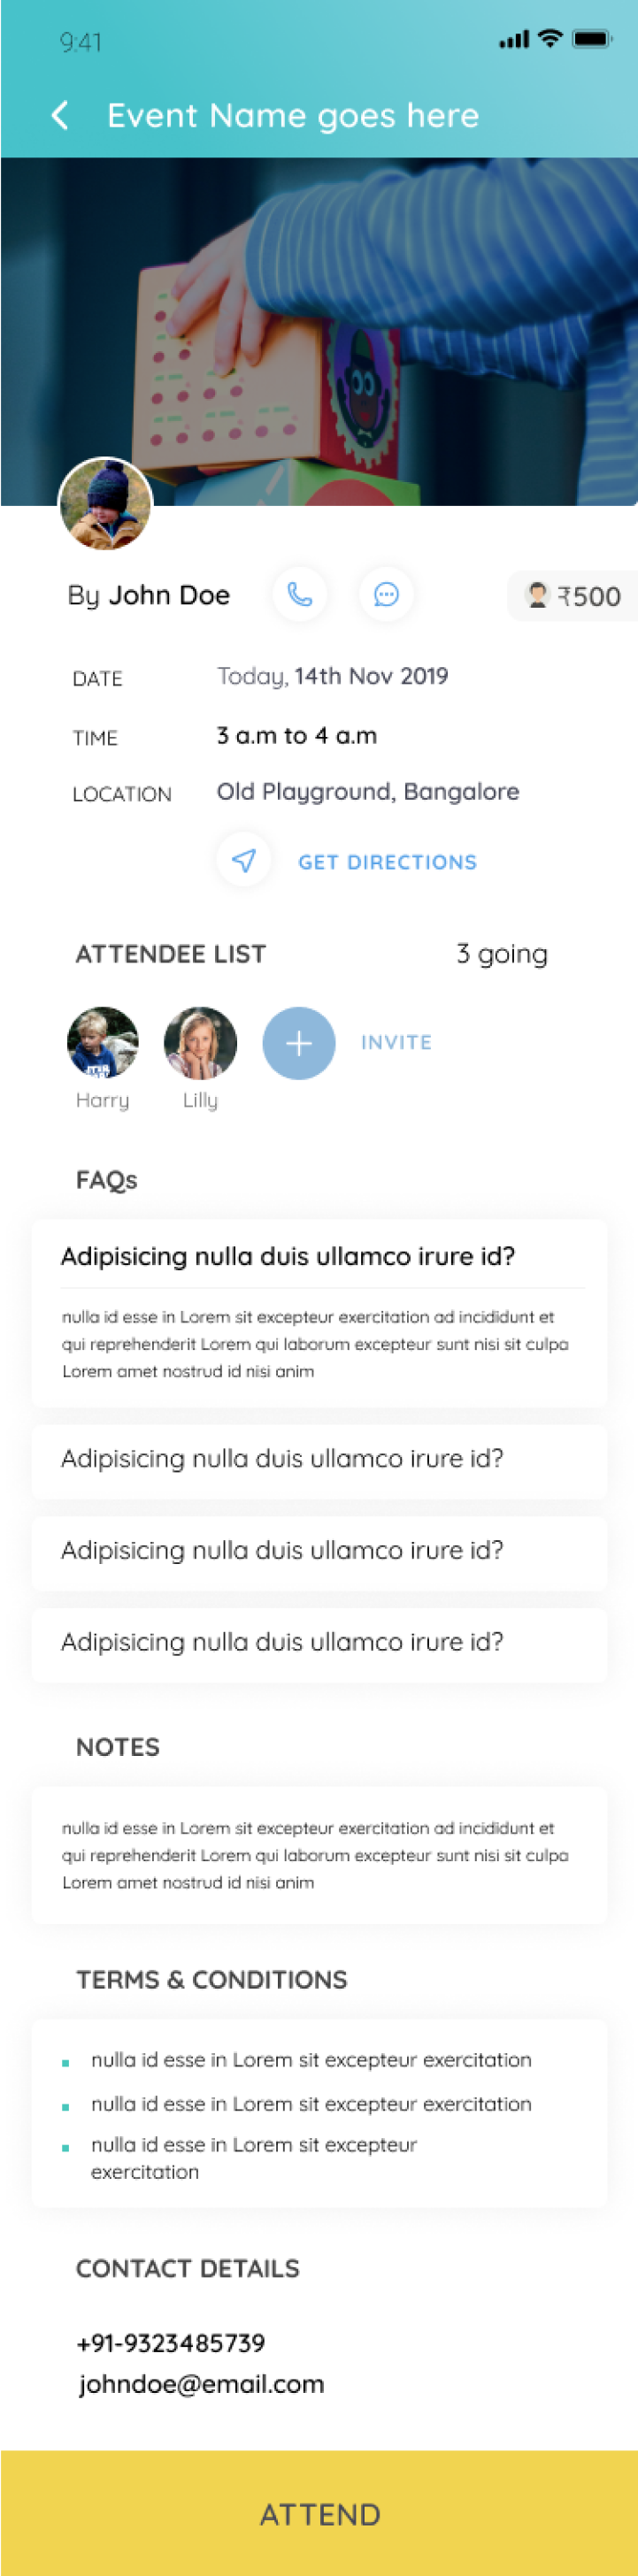 9:41
Event Name goes here
By John Doe
₹500
DATE Today, 14th Nov 2019
TIME 3 a.m to 4 a.m
LOCATION Old Playground, Bangalore
GET DIRECTIONS
ATTENDEE LIST 3 going
INVITE
Harry Lilly
FAQs
Adipisicing nulla duis ullamco irure id?
nulla id esse in Lorem sit excepteur exercitation ad incididunt et
qui reprehenderit Lorem qui laborum excepteur sunt nisi sit culpa
Lorem amet nostrud id nisi anim
Adipisicing nulla duis ullamco irure id?
Adipisicing nulla duis ullamco irure id?
Adipisicing nulla duis ullamco irure id?
NOTES
nulla id esse in Lorem sit excepteur exercitation ad incididunt et
qui reprehenderit Lorem qui laborum excepteur sunt nisi sit culpa
Lorem amet nostrud id nisi anim
TERMS & CONDITIONS
nulla id esse in Lorem sit excepteur exercitation
nulla id esse in Lorem sit excepteur exercitation
nulla id esse in Lorem sit excepteur
exercitation
CONTACT DETAILS
+91-9323485739
johndoe@email.com
ATTEND